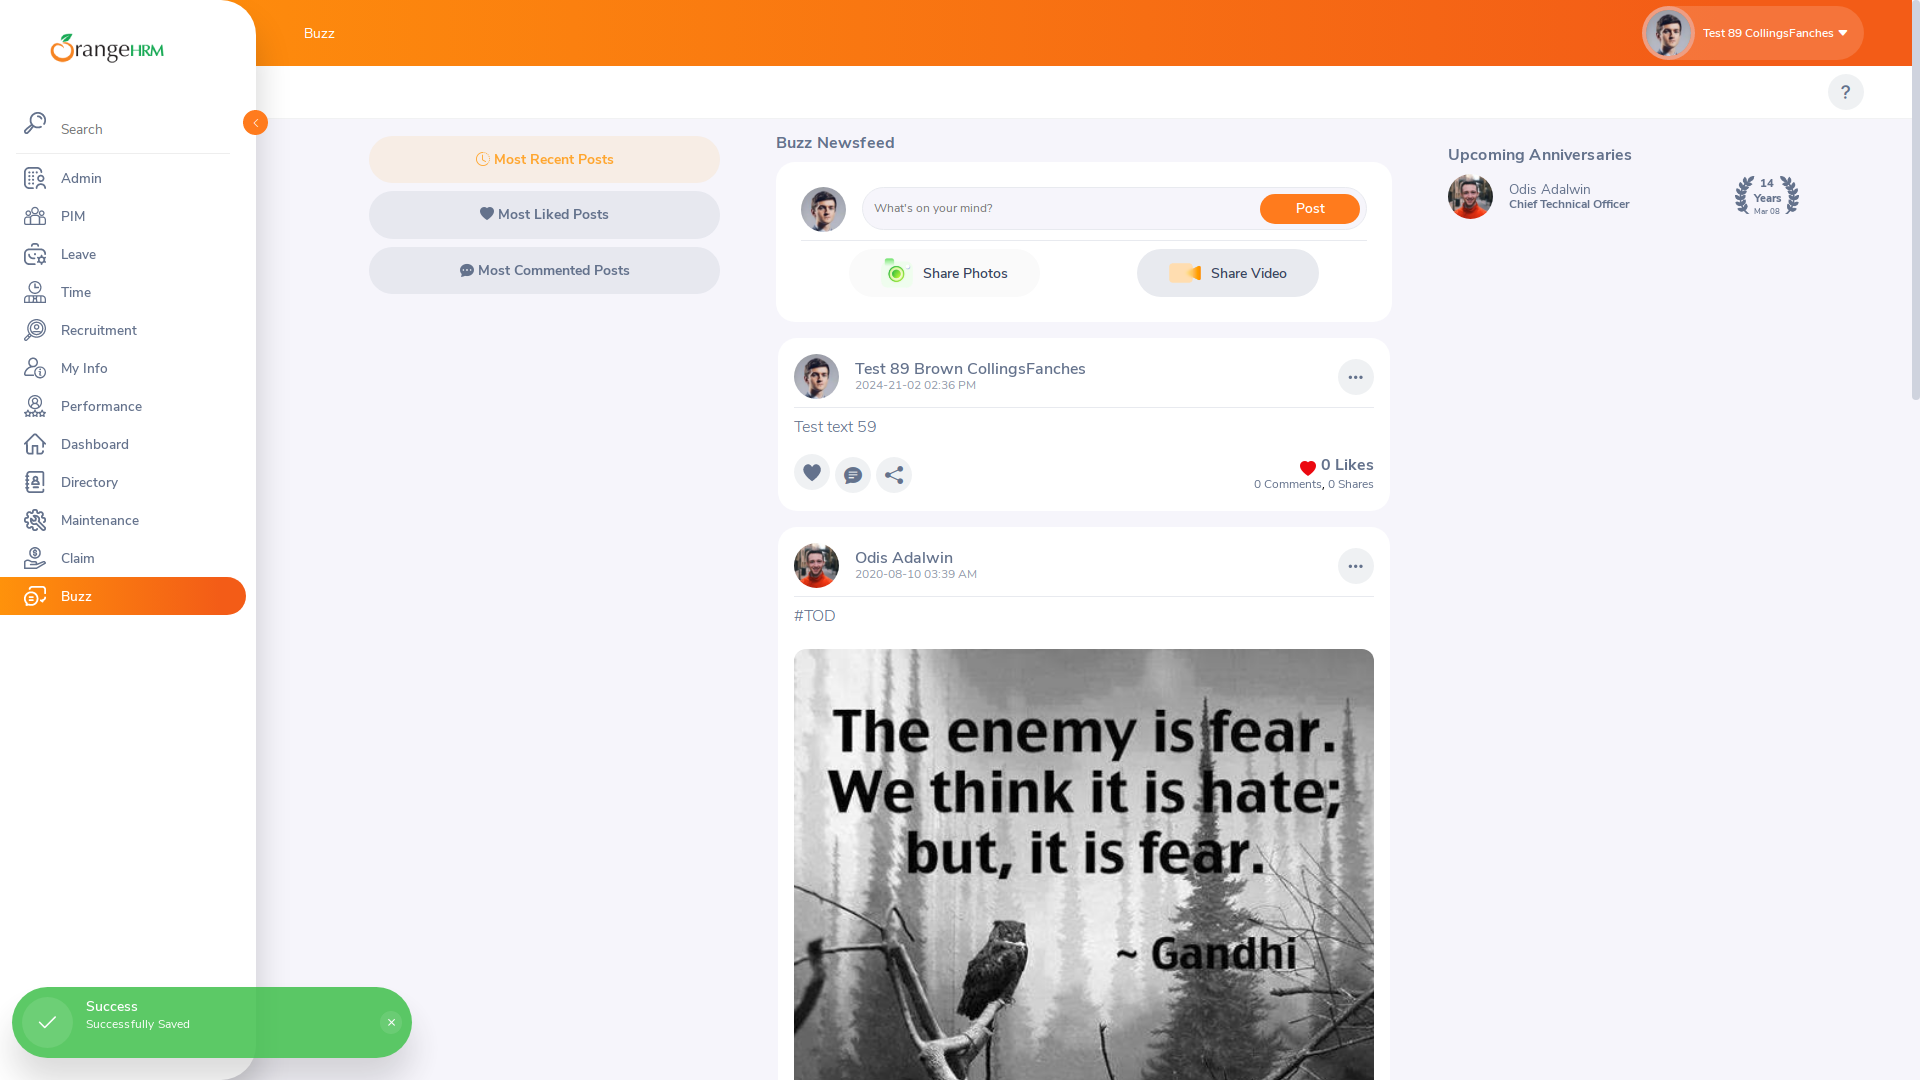 OrangeHRM
Search
Admin
PIM
Leave
Time
Recruitment
My Info
Performance
Dashboard
Directory
Maintenance
Claim
Buzz
Buzz
Test 89 CollingsFanches
?
Most Recent Posts
Most Liked Posts
Most Commented Posts
Buzz Newsfeed
What's on your mind?
Post
Share Photos
Share Video
Test 89 Brown CollingsFanches
2024-21-02 02:36 PM
Test text 59
0 Likes
0 Comments, 0 Shares
Odis Adalwin
2020-08-10 03:39 AM
#TOD
The enemy is fear.
We think it is hate;
but, it is fear.
~ Gandhi
Upcoming Anniversaries
Odis Adalwin
Chief Technical Officer
14
Years
Mar 08
Success
Successfully Saved